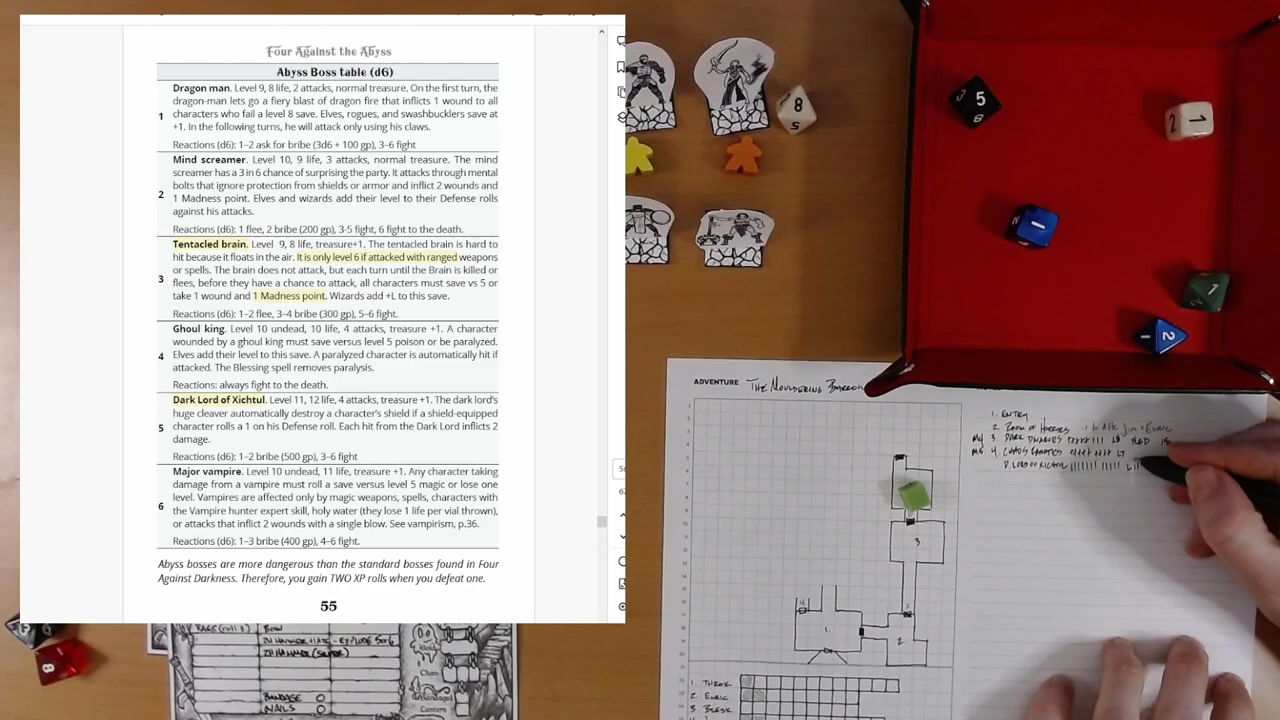 Four Against the Abyss
Abyss Boss table (d6)
1
Dragon man. Level 9, 8 life, 2 attacks, normal treasure. On the first turn, the
dragon-man lets go a fiery blast of dragon fire that inflicts 1 wound to all
characters who fail a level 8 save. Elves, rogues, and swashbucklers save at
+1. In the following turns, he will attack only using his claws.
Reactions (d6): 1–2 ask for bribe (3d6 + 100 gp), 3-6 fight
2
Mind screamer. Level 10, 9 life, 3 attacks, normal treasure. The mind
screamer has a 3 in 6 chance of surprising the party. It attacks through mental
bolts that ignore protection from shields or armor and inflict 2 wounds and
1 Madness point. Elves and wizards add their level to their Defense rolls
against his attacks.
Reactions (d6): 1 flee, 2 bribe (200 gp), 3-5 fight, 6 fight to the death.
3
Tentacled brain. Level 9, 8 life, treasure+1. The tentacled brain is hard to
hit because it floats in the air. It is only level 6 if attacked with ranged weapons
or spells. The brain does not attack, but each turn until the Brain is killed or
flees, before they have a chance to attack, all characters must save vs 5 or
take 1 wound and 1 Madness point. Wizards add +L to this save.
Reactions (d6): 1–2 flee, 3–4 bribe (300 gp), 5–6 fight.
4
Ghoul king. Level 10 undead, 10 life, 4 attacks, treasure +1. A character
wounded by a ghoul king must save versus level 5 poison or be paralyzed.
Elves add their level to this save. A paralyzed character is automatically hit if
attacked. The Blessing spell removes paralysis.
Reactions: always fight to the death.
5
Dark Lord of Xichtul. Level 11, 12 life, 4 attacks, treasure +1. The dark lord's
huge cleaver automatically destroy a character's shield if a shield-equipped
character rolls a 1 on his Defense roll. Each hit from the Dark Lord inflicts 2
damage.
Reactions (d6): 1–2 bribe (500 gp), 3–6 fight
6
Major vampire. Level 10 undead, 11 life, treasure +1. Any character taking
damage from a vampire must roll a save versus level 5 magic or lose one
level. Vampires are affected only by magic weapons, spells, characters with
the Vampire hunter expert skill, holy water (they lose 1 life per vial thrown),
or attacks that inflict 2 wounds with a single blow. See vampirism, p.36.
Reactions (d6): 1–3 bribe (400 gp), 4–6 fight.
Abyss bosses are more dangerous than the standard bosses found in Four
Against Darkness. Therefore, you gain TWO XP rolls when you defeat one.
55
8
5
1
1
1
2
1
8
ADVENTURE The Mouldering Barrow
1. ENTRY
3. DARK DWARVES
4. CHAOS FANATICS
3
2
1.
1. THROK
2. EURIC
BANDAGE
NAILS
Lantern